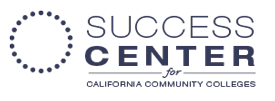 SUCCESS
CENTER
for
CALIFORNIA COMMUNITY COLLEGES